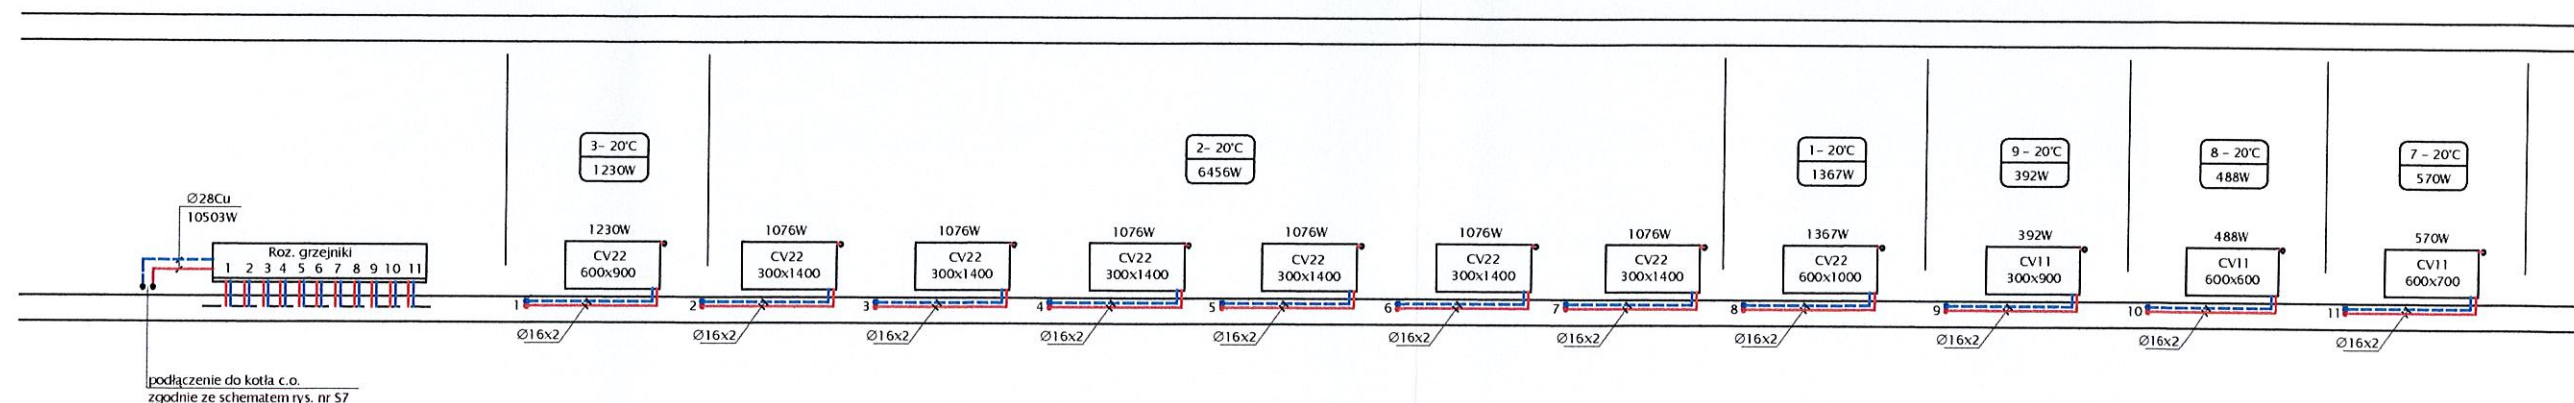 3- 20°C
1230W
2- 20°C
6456W
1- 20°C
1367W
9 - 20°C
392W
8 - 20°C
488W
7 - 20°C
570W
Ø28Cu
10503W
Roz. grzejniki
1 2 3 4 5 6 7 8 9 10 11
1230W
CV22
600x900
1076W
CV22
300x1400
1076W
CV22
300x1400
1076W
CV22
300x1400
1076W
CV22
300x1400
1076W
CV22
300x1400
1076W
CV22
300x1400
1367W
CV22
600x1000
392W
CV11
300x900
488W
CV11
600x600
570W
CV11
600x700
1
2
3
4
5
6
7
8
9
10
11
Ø16x2
Ø16x2
Ø16x2
Ø16x2
Ø16x2
Ø16x2
Ø16x2
Ø16x2
Ø16x2
Ø16x2
Ø16x2
podłączenie do kotła c.o.
zgodnie ze schematem rys. nr S7